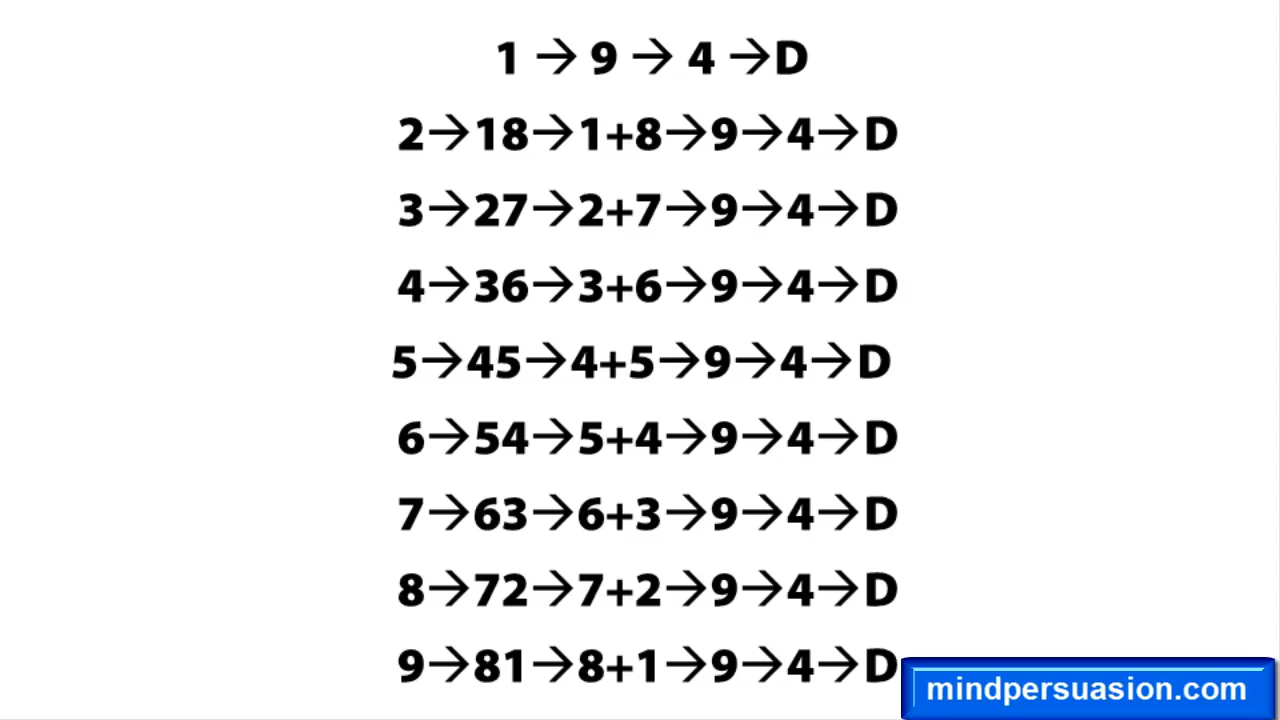 1 → 9 → 4 →D
2→18→1+8→9→4→D
3→27→2+7→9→4→D
4→36→3+6→9→4→D
5→45→4+5→9→4→D
6→54→5+4→9→4→D
7→63→6+3→9→4→D
8→72→7+2→9→4→D
9→81→8+1→9→4→D
mindpersuasion.com